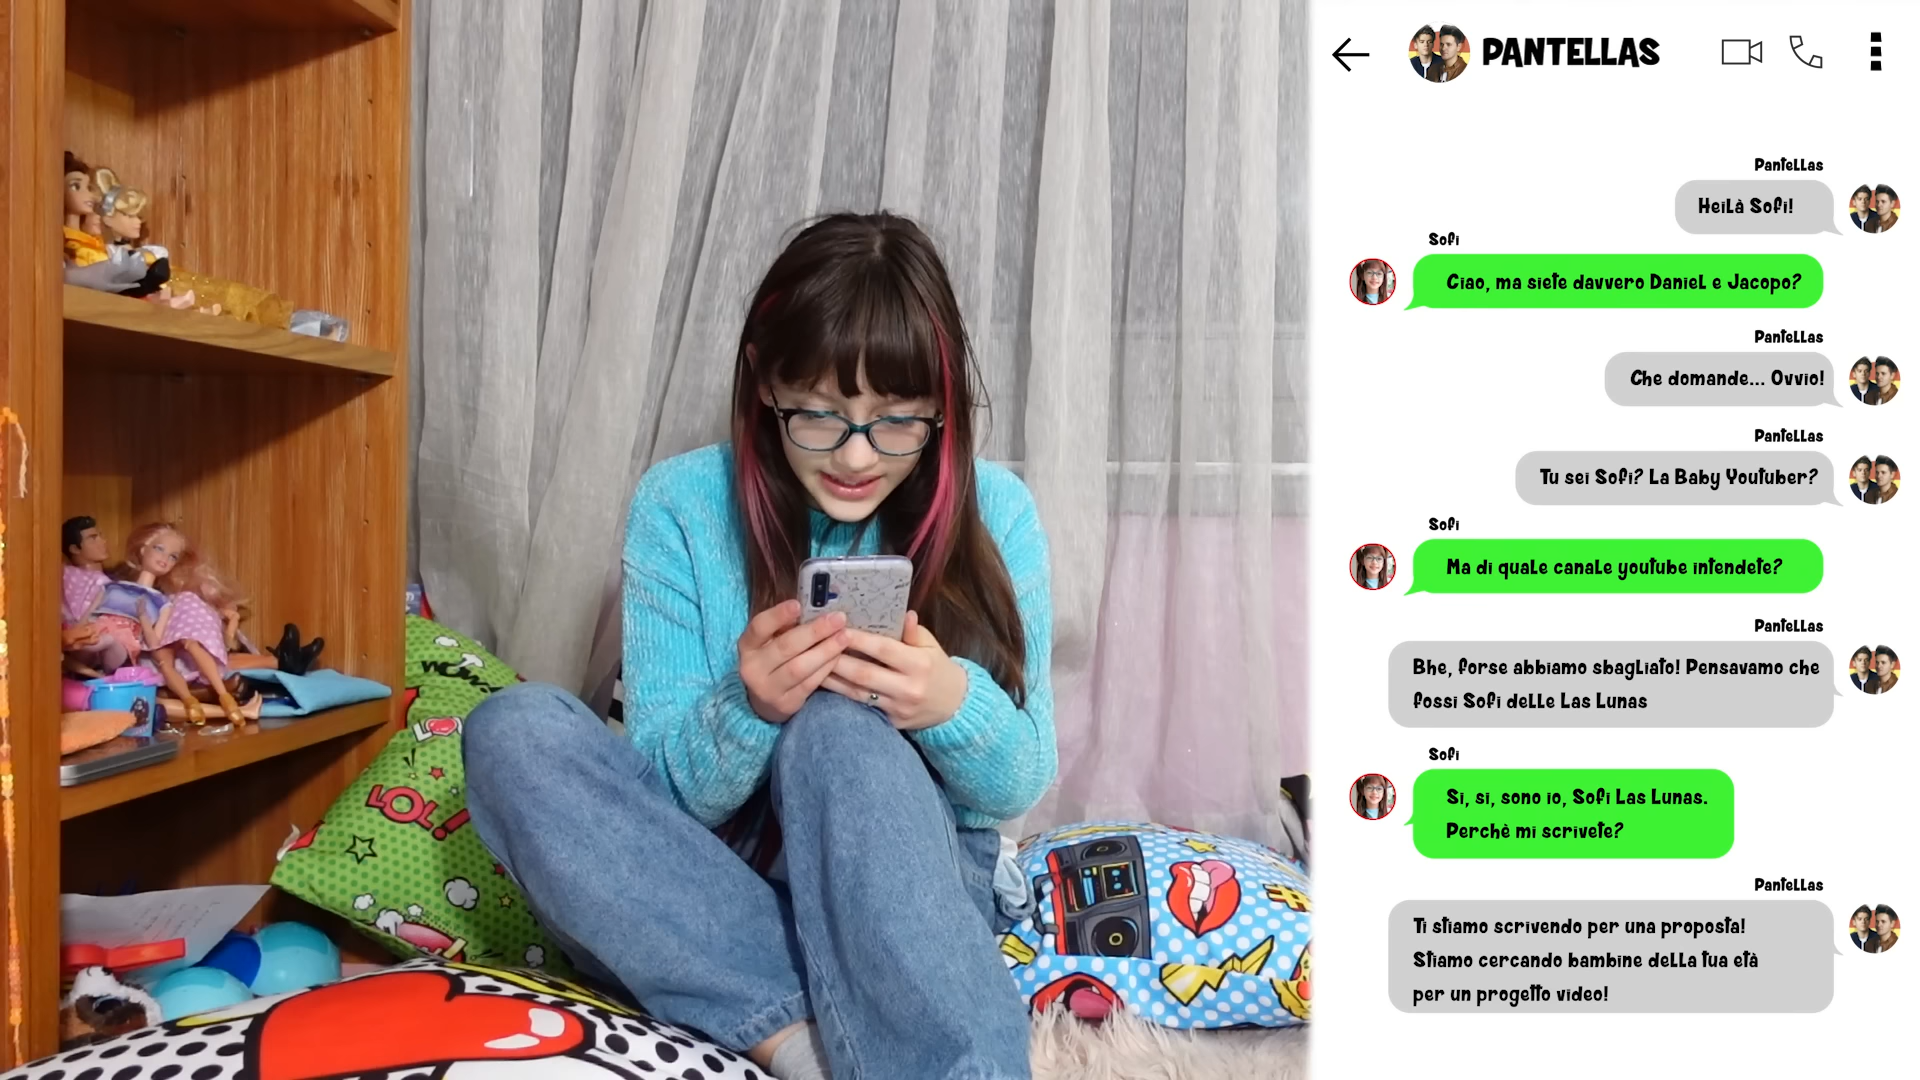 PANTELLAS
Pantellas
Heilà Sofi!
Sofi
Ciao, ma siete davvero Daniel e Jacopo?
Pantellas
Che domande... Ovvio!
Pantellas
Tu sei Sofi? La Baby Youtuber?
Sofi
Ma di quale canale youtube intendete?
Pantellas
Bhe, forse abbiamo sbagliato! Pensavamo che
fossi Sofi delle Las Lunas
Sofi
Si, si, sono io, Sofi Las Lunas.
Perchè mi scrivete?
Pantellas
Ti stiamo scrivendo per una proposta!
Stiamo cercando bambine della tua età
per un progetto video!
WOW
LOL!